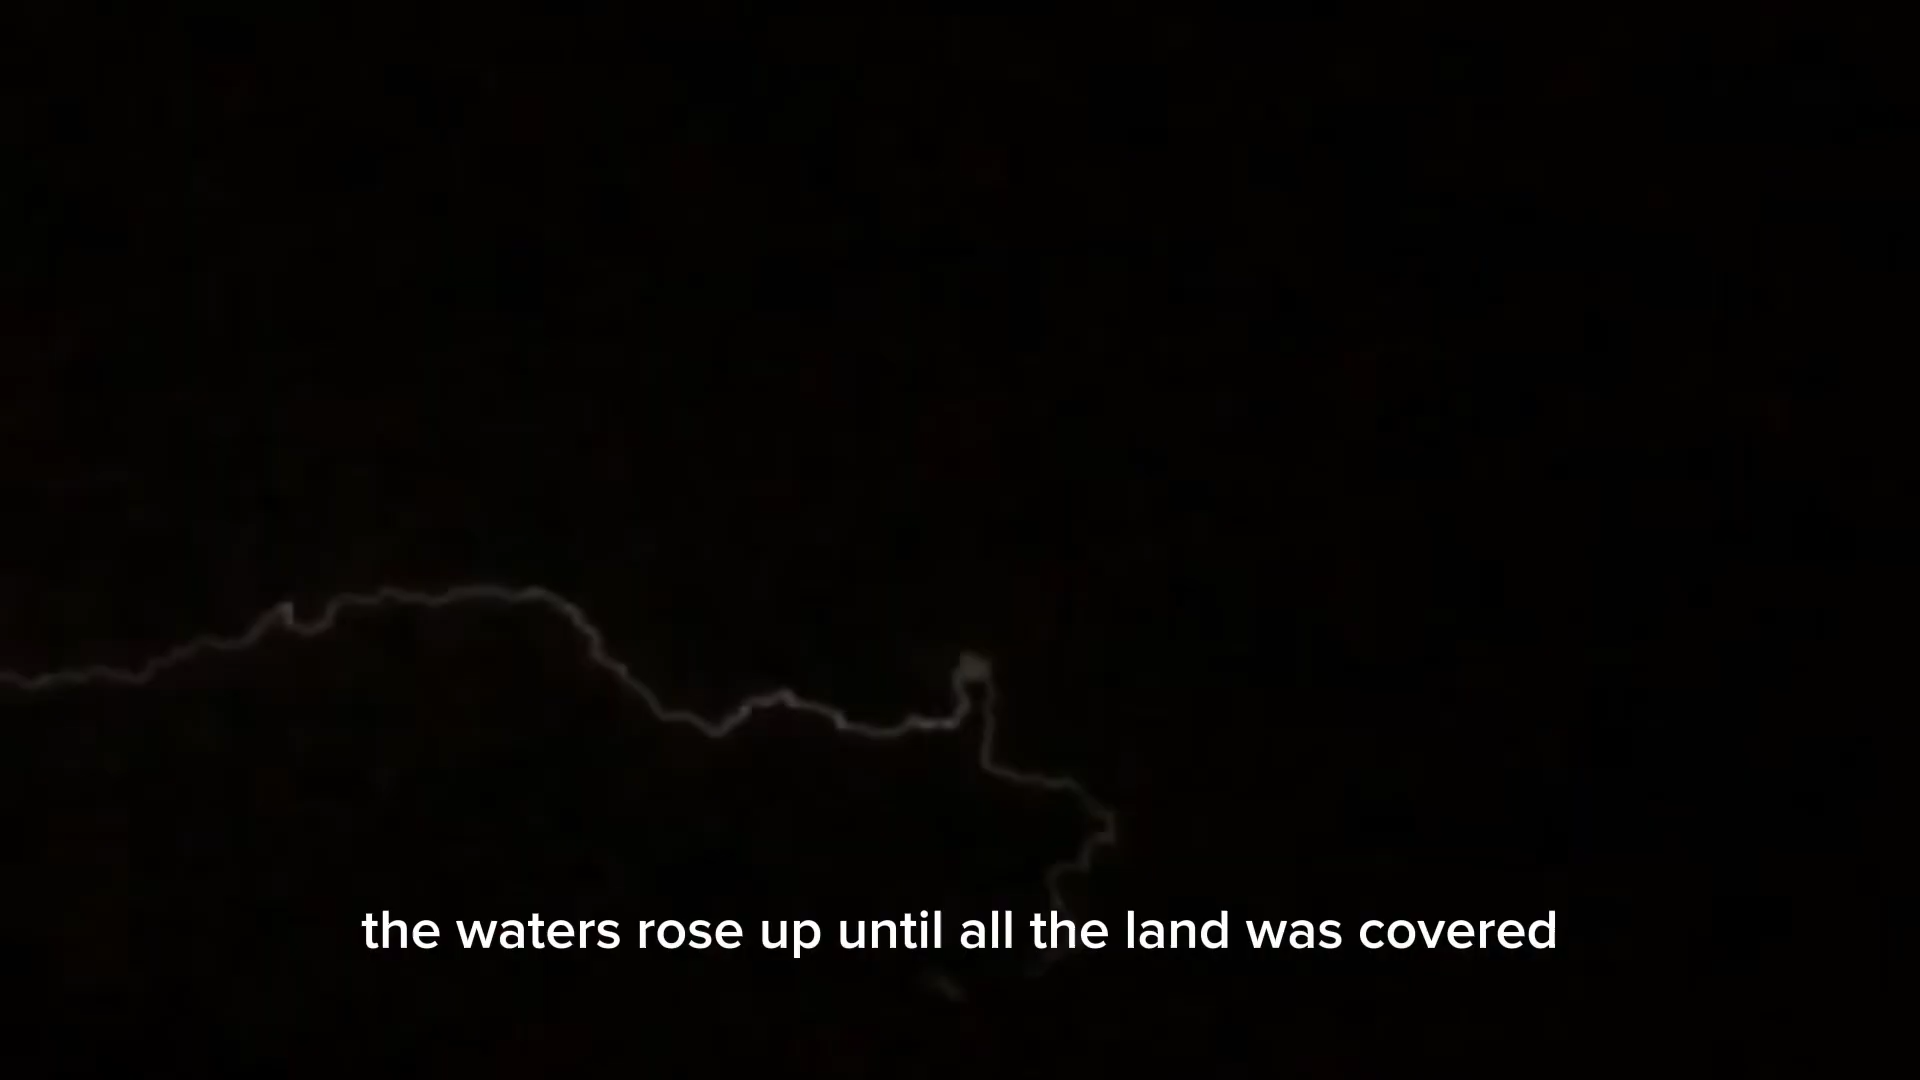 the waters rose up until all the land was covered